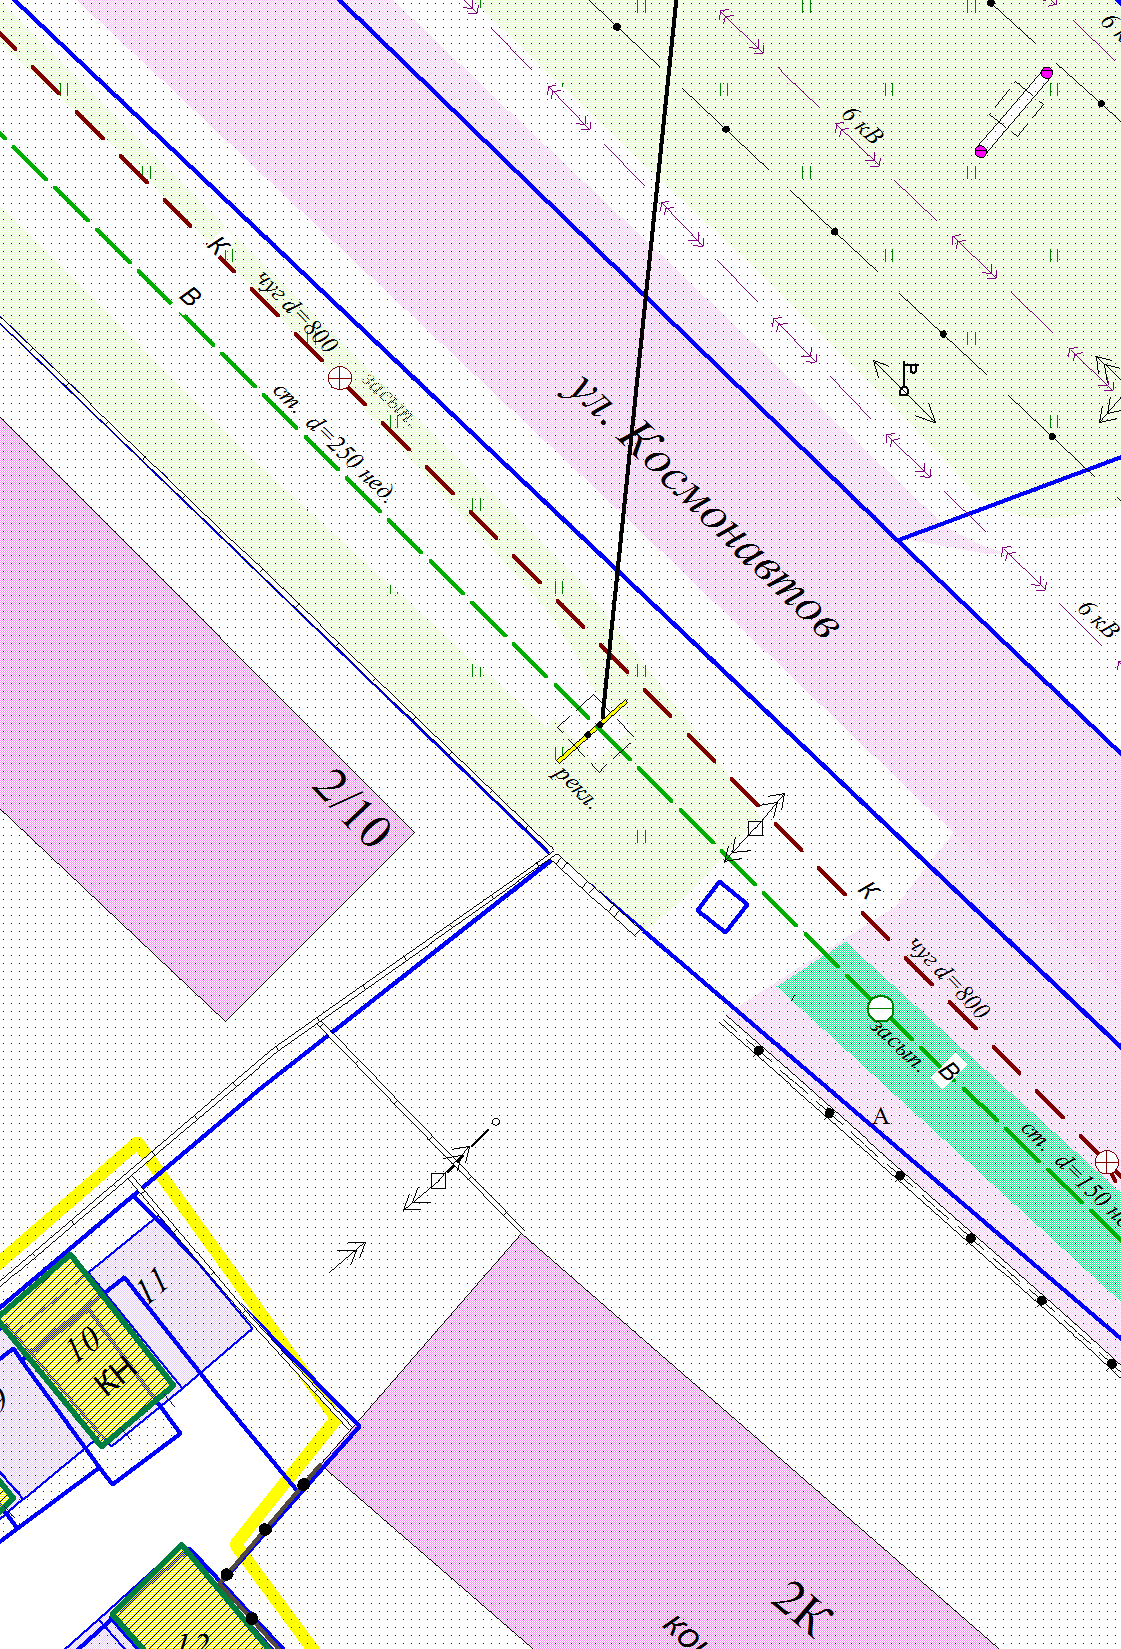 6 кВ
К
чуг d=800
В
засып.
ст. d=250 нед.
ул. Космонавтов
6 кВ
рекл.
2/10
К
чуг d=800
засып.
В
А
ст. d=150
11
10
КН
2К
12